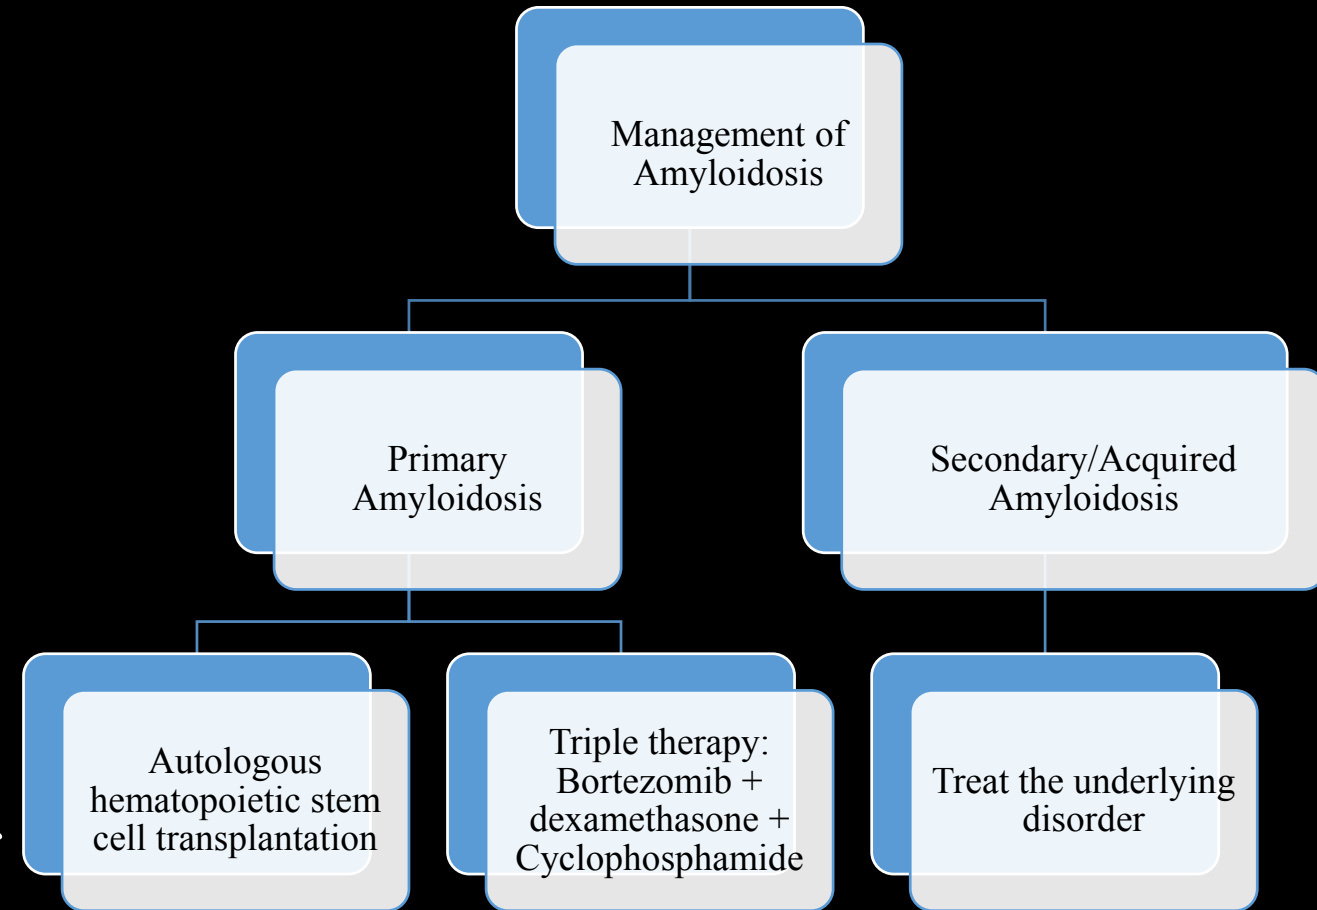 Management of
Amyloidosis
Primary
Amyloidosis
Secondary/Acquired
Amyloidosis
Autologous
hematopoietic stem
cell transplantation
Triple therapy:
Bortezomib +
dexamethasone +
Cyclophosphamide
Treat the underlying
disorder